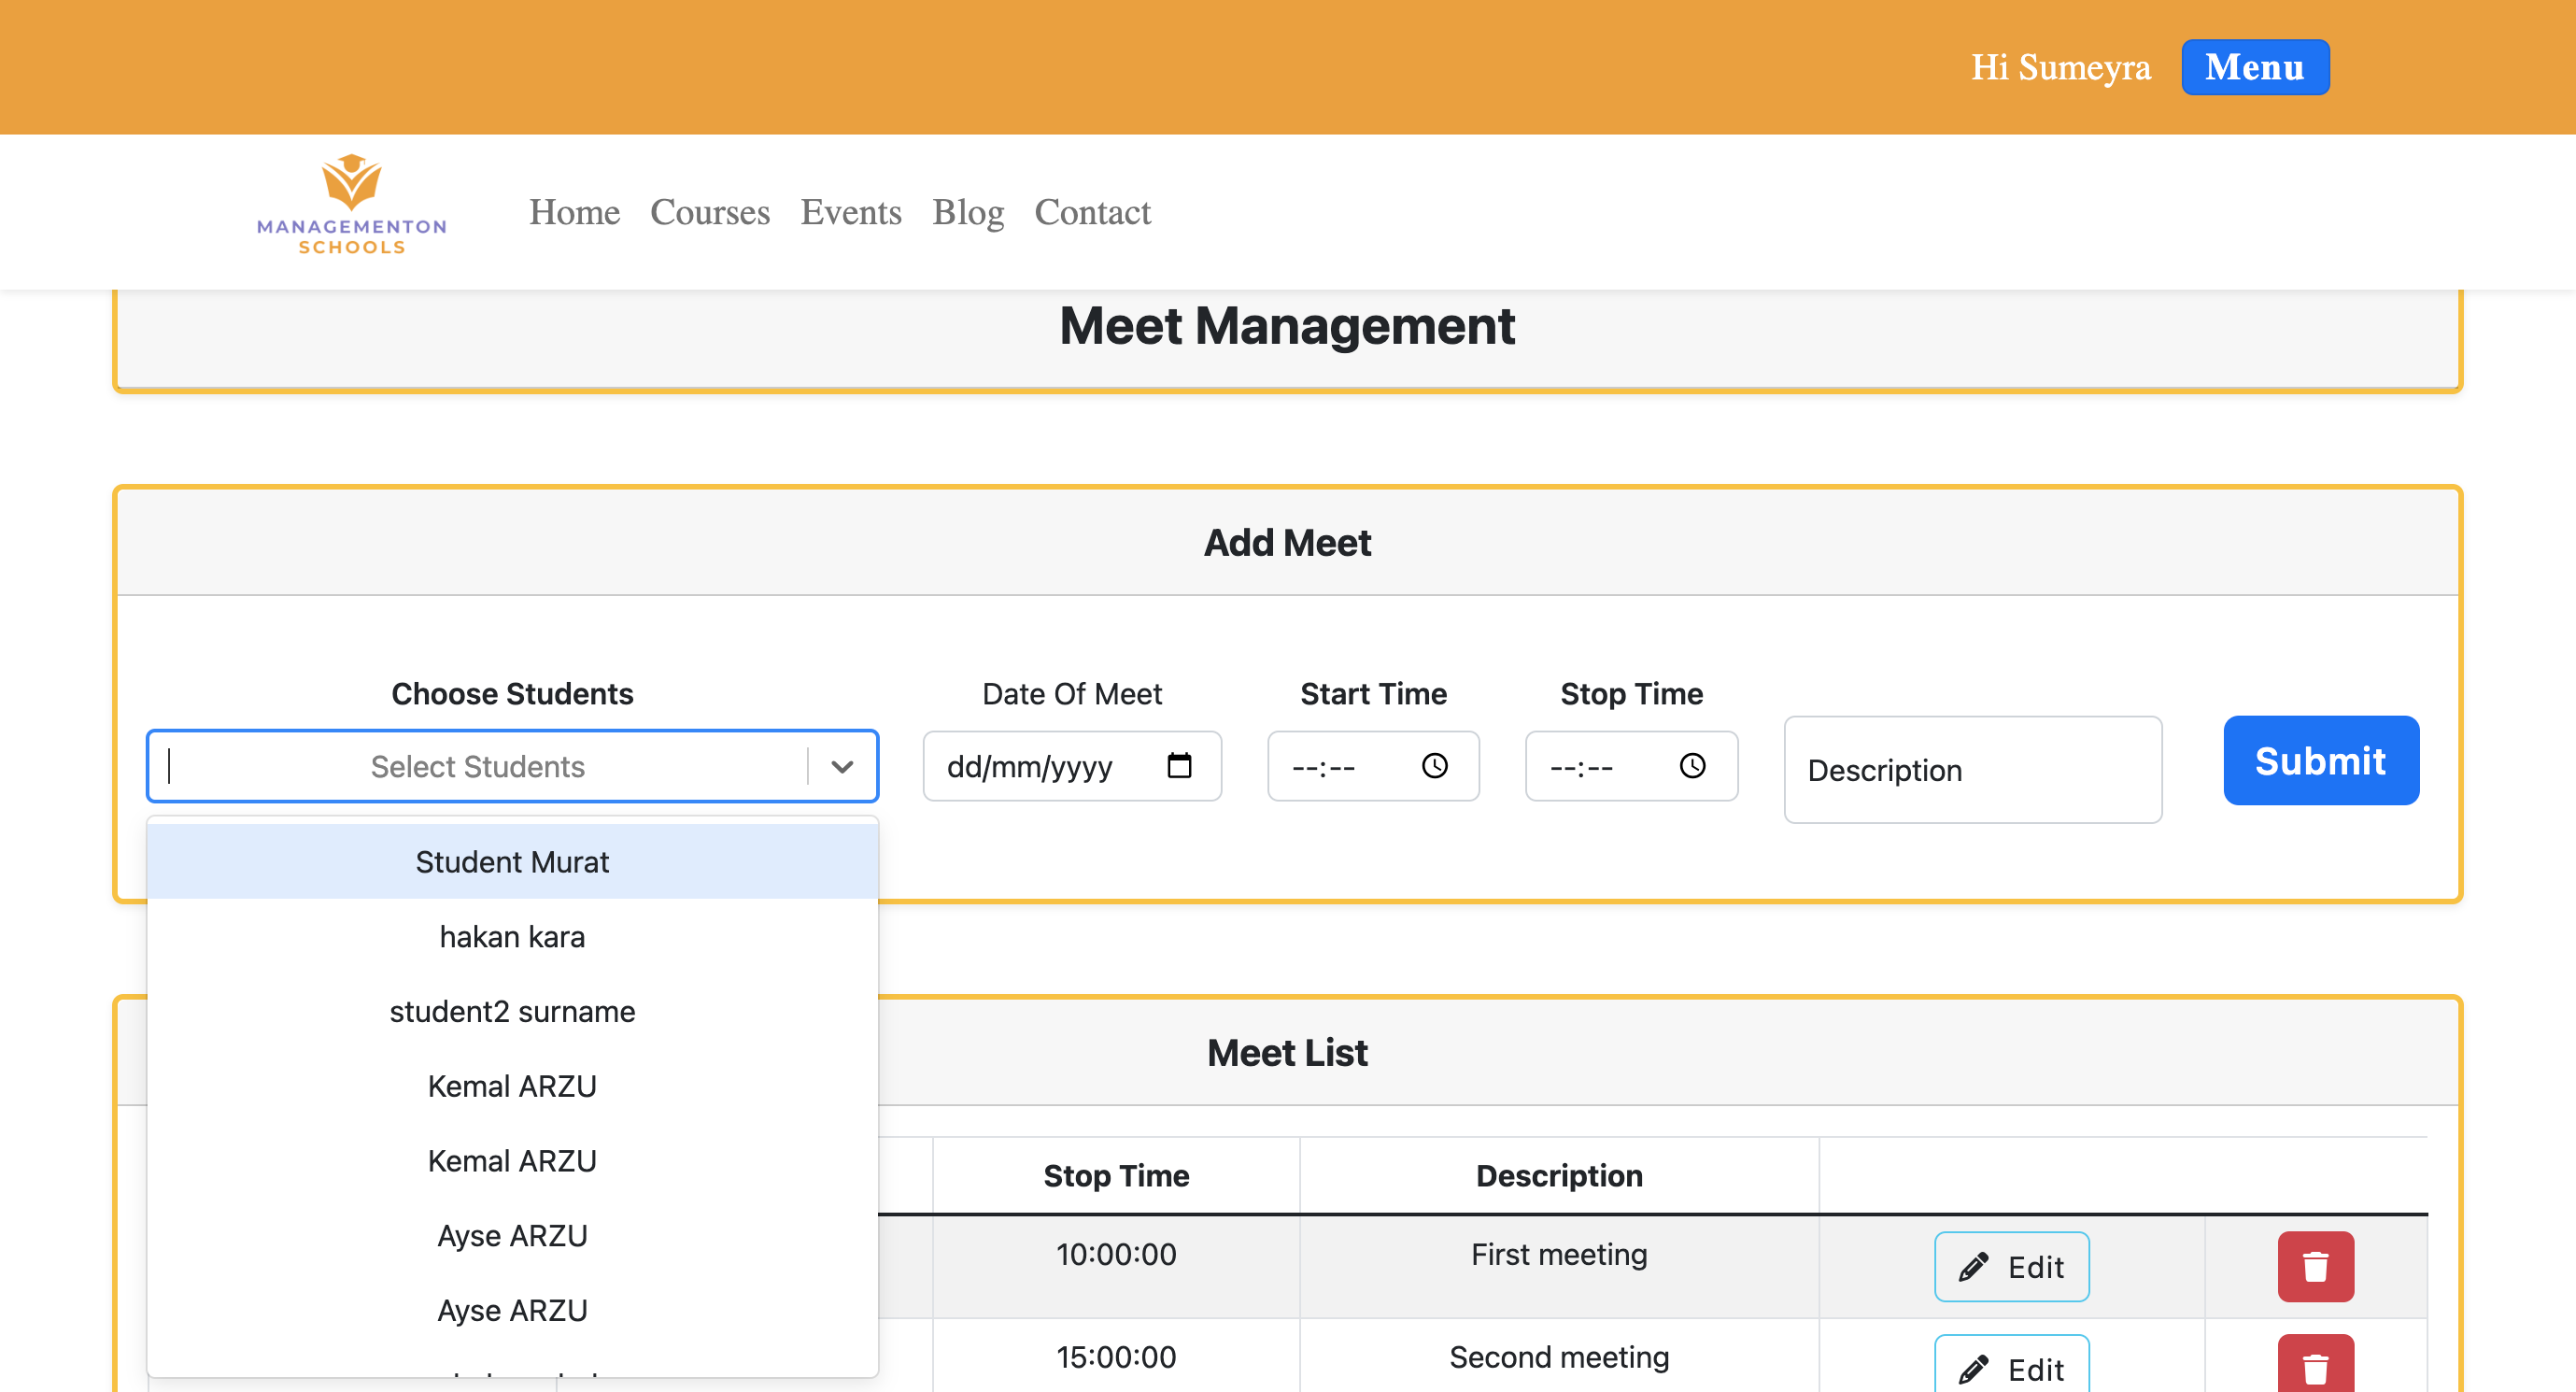 Hi Sumeyra Menu
MANAGEMENTON
SCHOOLS
Home Courses Events Blog Contact
Meet Management
Add Meet
Choose Students Date Of Meet Start Time Stop Time
Select Students dd/mm/yyyy --:-- --:-- Description Submit
Student Murat
hakan kara
student2 surname
Kemal ARZU
Kemal ARZU
Ayse ARZU
Ayse ARZU
Meet List
Stop Time Description
10:00:00 First meeting Edit
15:00:00 Second meeting Edit